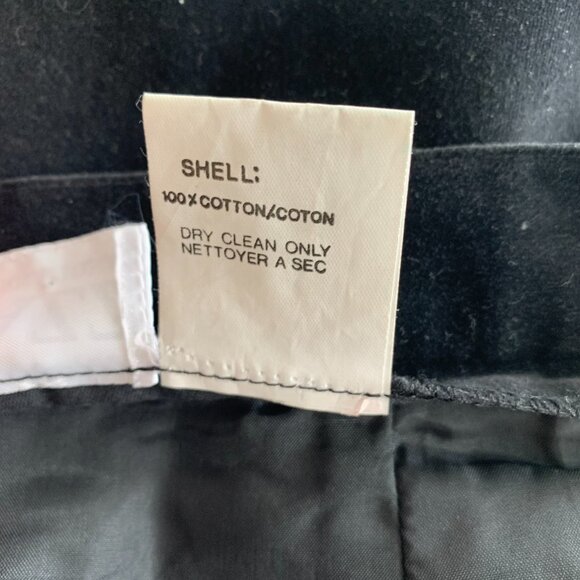 SHELL:
100% COTTON/COTON
DRY CLEAN ONLY
NETTOYER A SEC